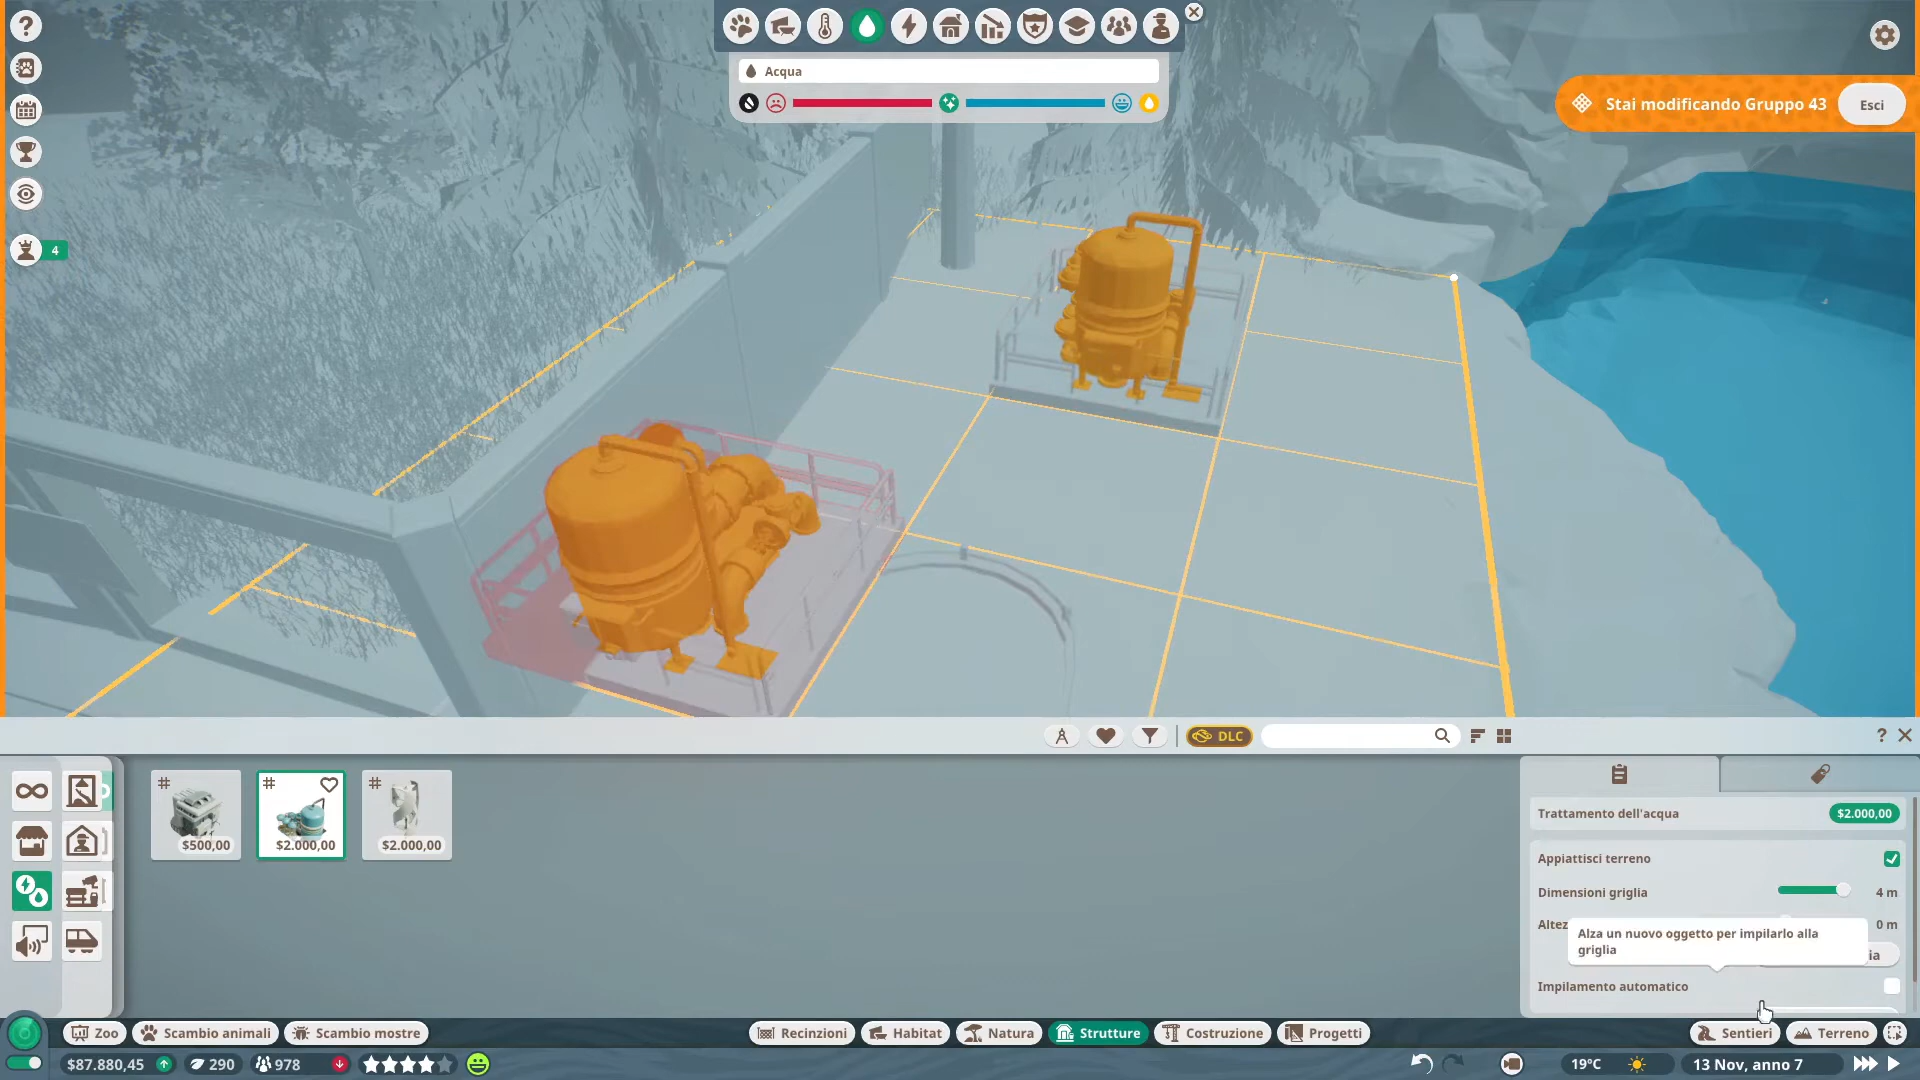 Acqua
Stai modificando Gruppo 43
Esci
4
DLC
$500,00
$2.000,00
$2.000,00
Trattamento dell'acqua
$2.000,00
Appiattisci terreno
Dimensioni griglia
4 m
Altez
0 m
Alza un nuovo oggetto per impilarlo alla
griglia
ia
Impilamento automatico
Zoo
Scambio animali
Scambio mostre
Recinzioni
Habitat
Natura
Strutture
Costruzione
Progetti
Sentieri
Terreno
$87.880,45
290
978
19°C
13 Nov, anno 7